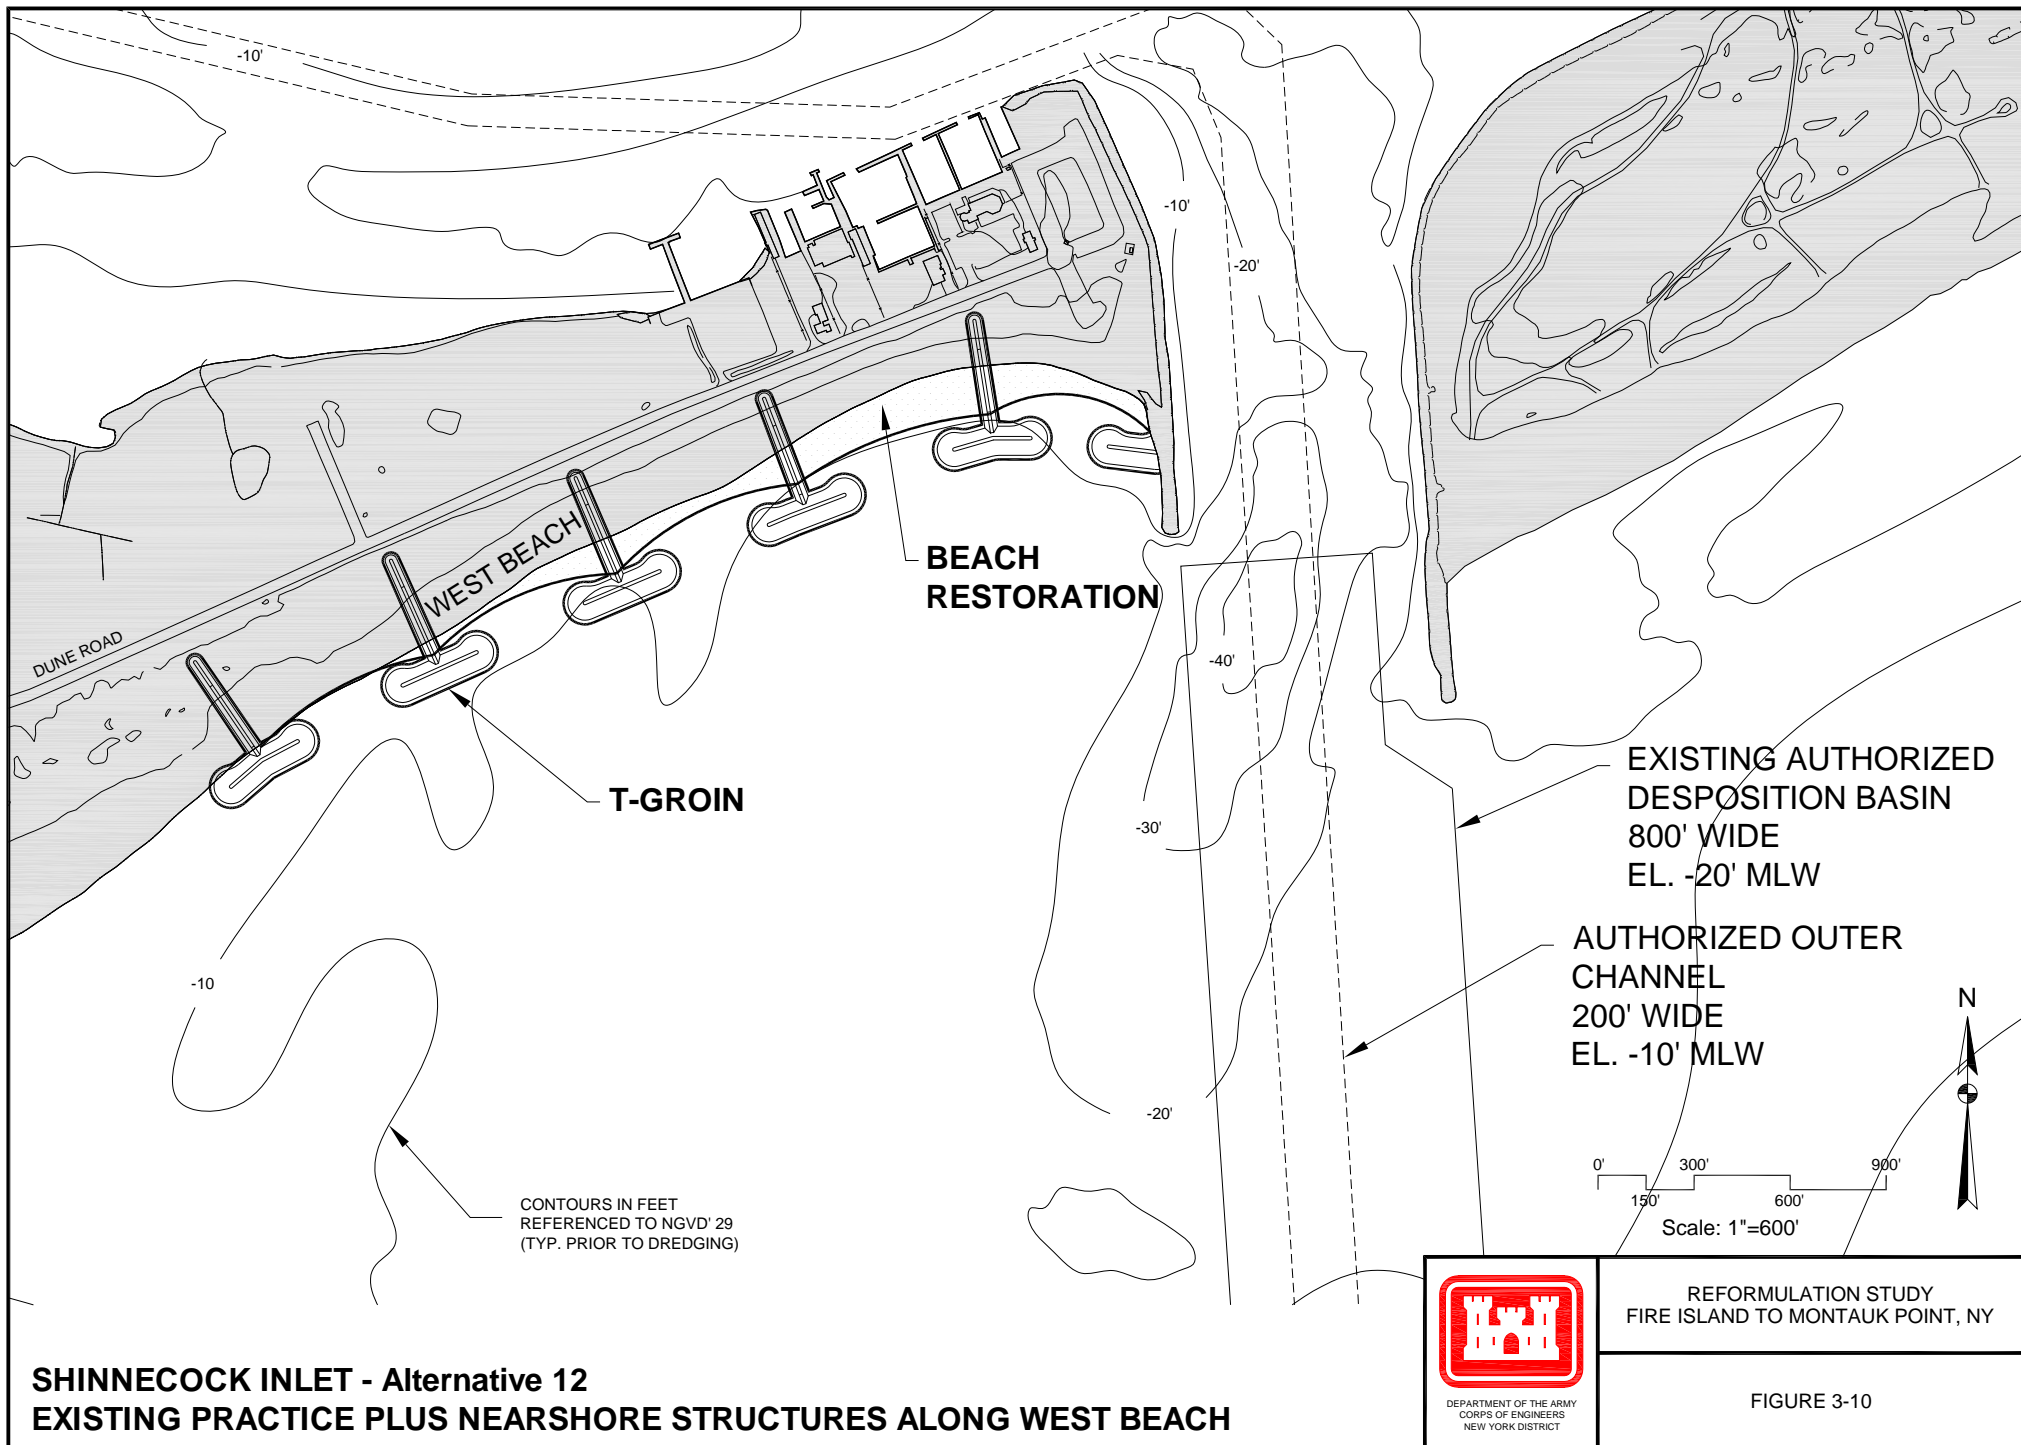 -10'
-10'
-20'
WEST BEACH
DUNE ROAD
BEACH
RESTORATION
-40'
T-GROIN
-30'
EXISTING AUTHORIZED
DESPOSITION BASIN
800' WIDE
EL. -20' MLW
AUTHORIZED OUTER
CHANNEL
200' WIDE
EL. -10' MLW
-10
-20'
N
0' 300' 900'
150' 600'
Scale: 1"=600'
CONTOURS IN FEET
REFERENCED TO NGVD' 29
(TYP. PRIOR TO DREDGING)
SHINNECOCK INLET - Alternative 12
EXISTING PRACTICE PLUS NEARSHORE STRUCTURES ALONG WEST BEACH
DEPARTMENT OF THE ARMY
CORPS OF ENGINEERS
NEW YORK DISTRICT
REFORMULATION STUDY
FIRE ISLAND TO MONTAUK POINT, NY
FIGURE 3-10